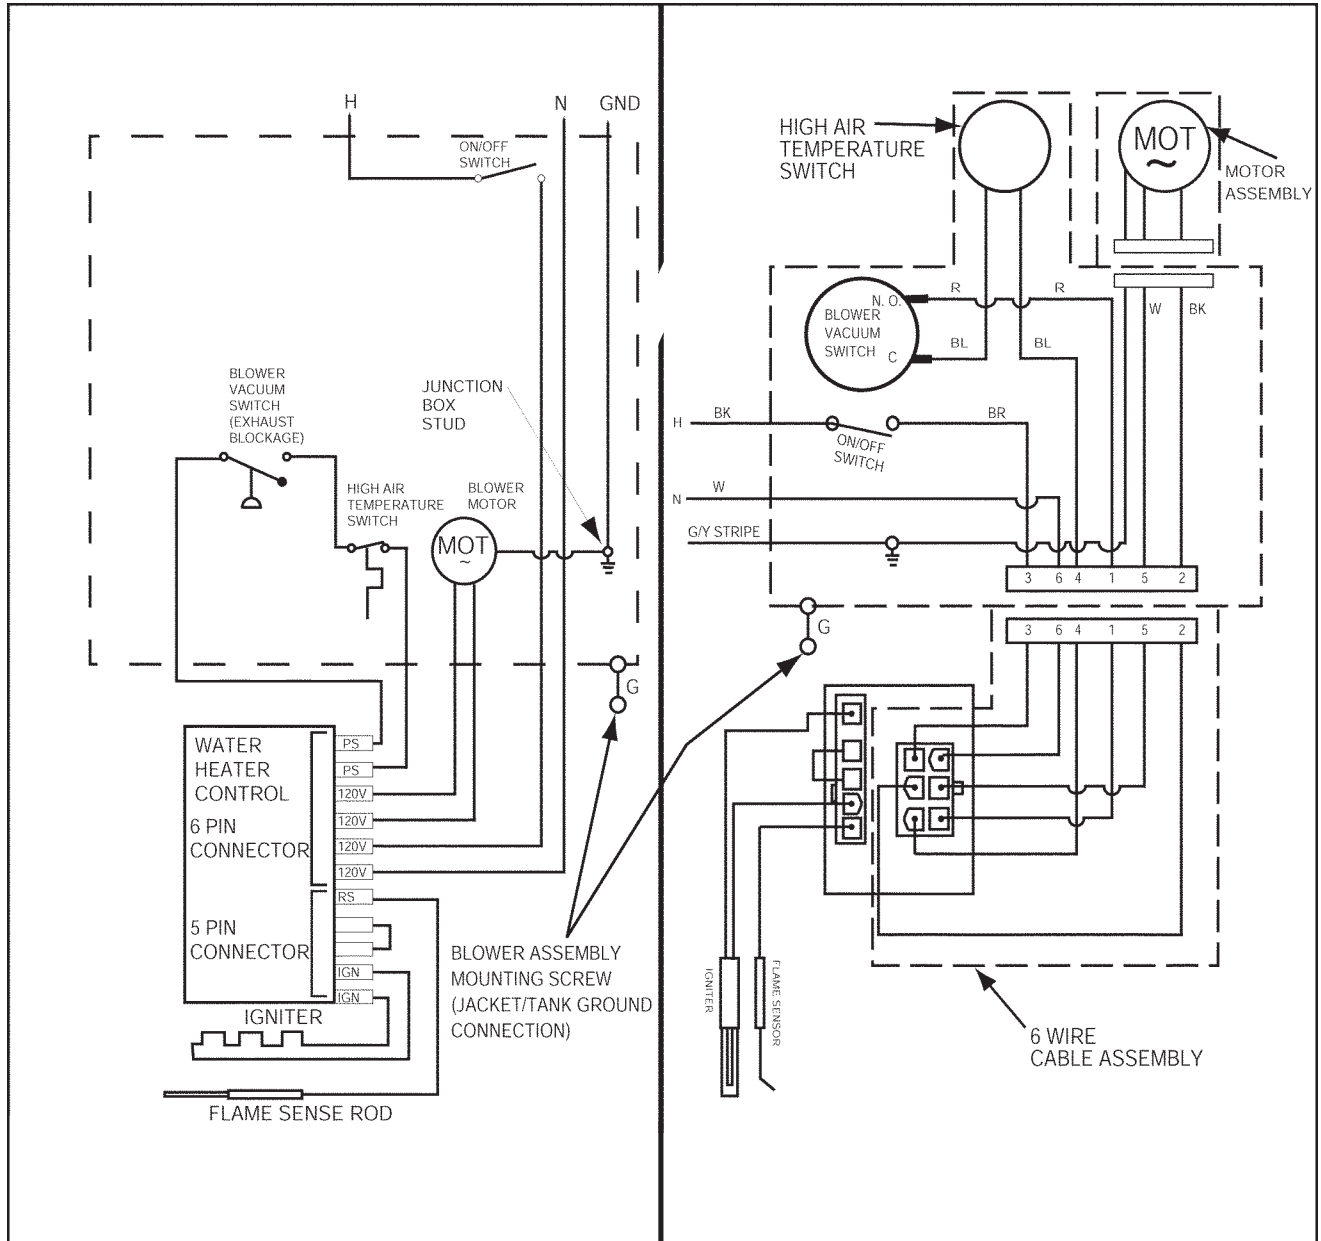 H
N
GND
ON/OFF
SWITCH
BLOWER
VACUUM
SWITCH
(EXHAUST
BLOCKAGE)
JUNCTION
BOX
STUD
HIGH AIR
TEMPERATURE
SWITCH
BLOWER
MOTOR
MOT
~
G
WATER
HEATER
CONTROL
6 PIN
CONNECTOR
5 PIN
CONNECTOR
PS
PS
120V
120V
120V
120V
RS
IGN
IGN
IGNITER
FLAME SENSE ROD
BLOWER ASSEMBLY
MOUNTING SCREW
(JACKET/TANK GROUND
CONNECTION)
HIGH AIR
TEMPERATURE
SWITCH
MOT
~
MOTOR
ASSEMBLY
N. O.
BLOWER
VACUUM
SWITCH
C
R
R
BL
BL
W
BK
H
BK
BR
ON/OFF
SWITCH
N
W
G/Y STRIPE
3 6 4 1 5 2
3 6 4 1 5 2
G
IGNITER
FLAME SENSOR
6 WIRE
CABLE ASSEMBLY